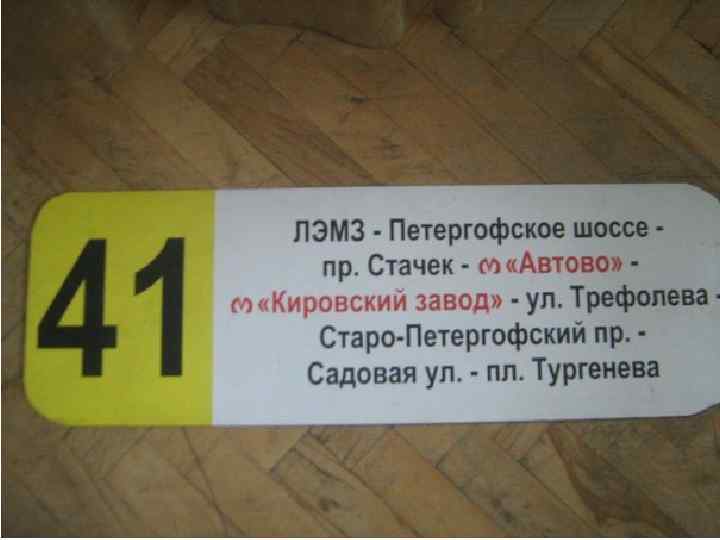 41
ЛЭМЗ - Петергофское шоссе -
пр. Стачек - «Автово» -
«Кировский завод» - ул. Трефолева -
Старо-Петергофский пр. -
Садовая ул. - пл. Тургенева